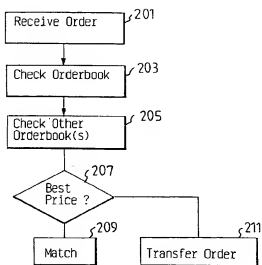 Receive Order
201
Check Orderbook
203
Check Other
Orderbook(s)
205
Best
Price ?
207
Match
209
Transfer Order
211